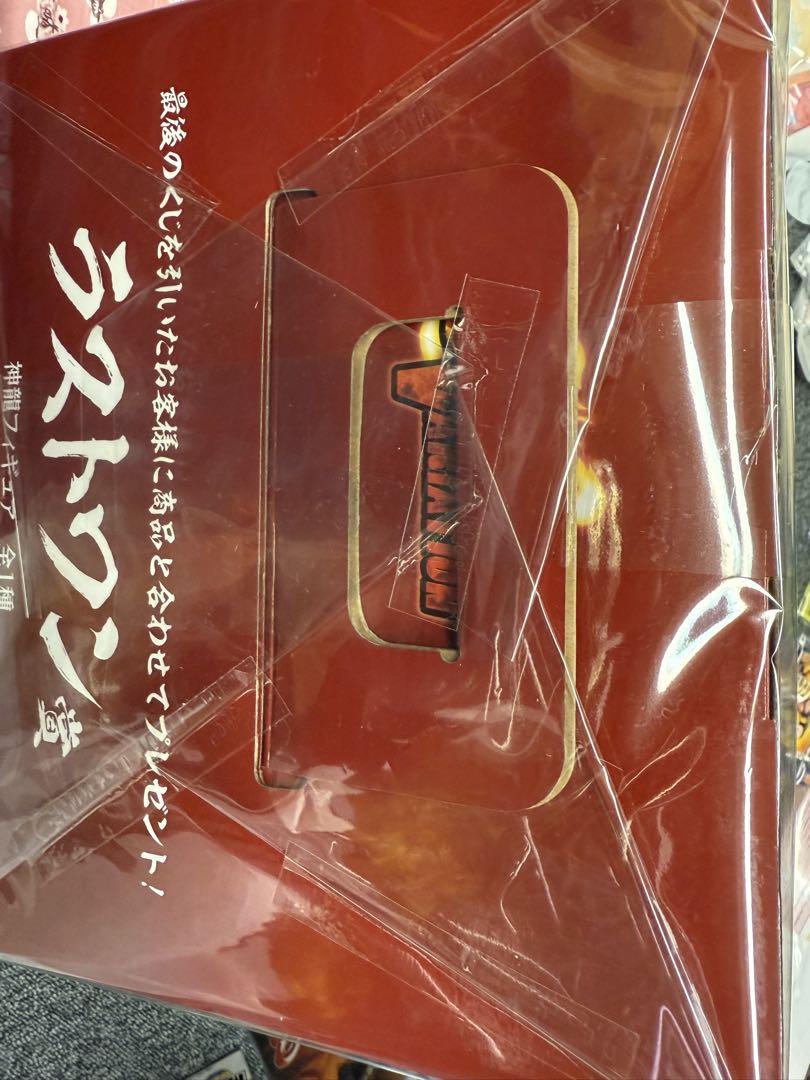 VARIATION
最後のくじを引いたお客様に商品と合わせてプレゼント!
ラストワン賞
神龍フィギュア 全1種